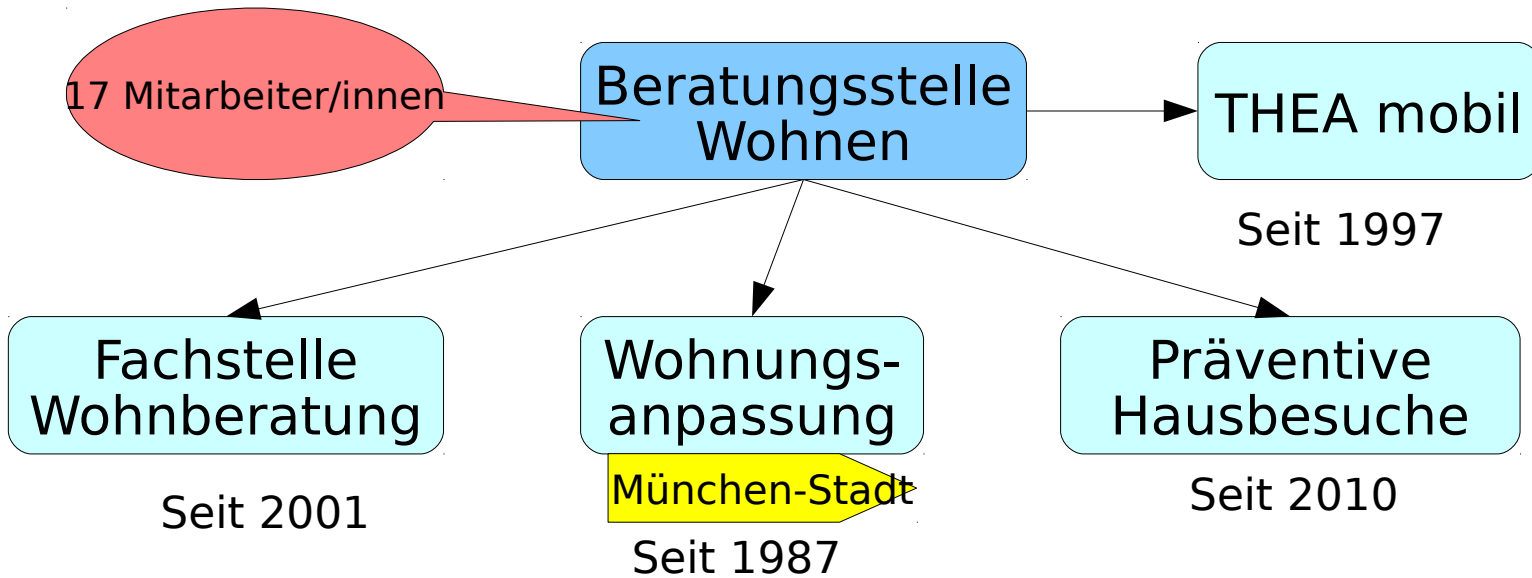 17 Mitarbeiter/innen
Beratungsstelle
Wohnen
THEA mobil
Seit 1997
Fachstelle
Wohnberatung
Seit 2001
Wohnungs-
anpassung
München-Stadt
Seit 1987
Präventive
Hausbesuche
Seit 2010